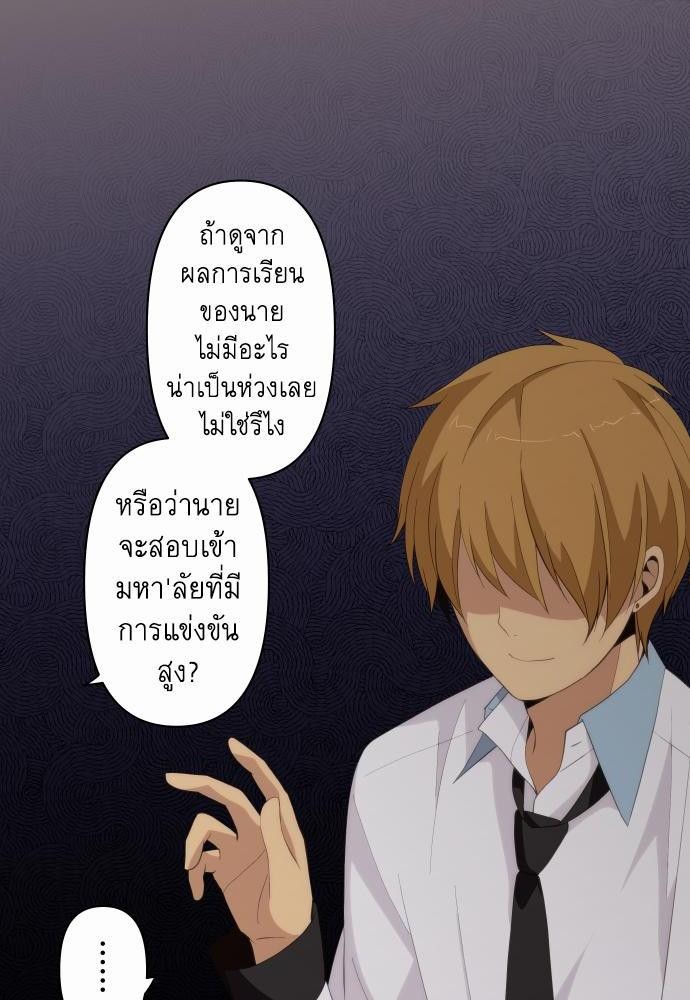 ถ้าดูจาก
ผลการเรียน
ของนาย
ไม่มีอะไร
น่าเป็นห่วงเลย
ไม่ใช่รึไง
หรือว่านาย
จะสอบเข้า
มหา'ลัยที่มี
การแข่งขัน
สูง?
......